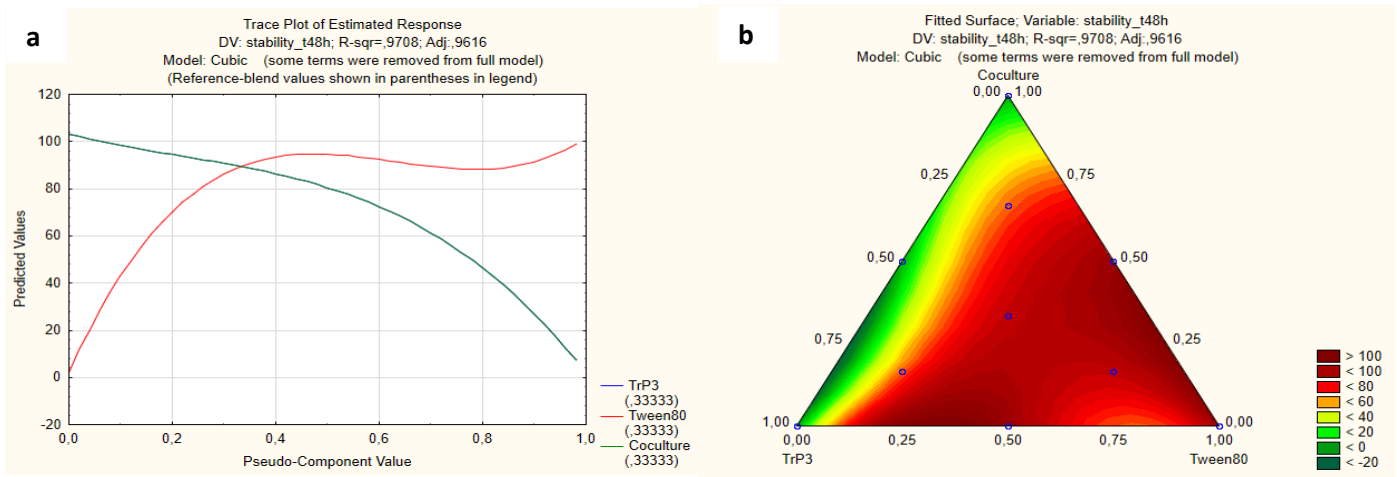 a
Trace Plot of Estimated Response
DV: stability_t48h; R-sqr=,9708; Adj:,9616
Model: Cubic (some terms were removed from full model)
(Reference-blend values shown in parentheses in legend)
120
100
80
60
40
20
0
-20
Predicted Values
0,0 0,2 0,4 0,6 0,8 1,0
Pseudo-Component Value
TrP3
(,33333)
Tween80
(,33333)
Coculture
(,33333)
b
Fitted Surface; Variable: stability_t48h
DV: stability_t48h; R-sqr=,9708; Adj:,9616
Model: Cubic (some terms were removed from full model)
Coculture
0,00 1,00
0,25 0,75
0,50 0,50
0,75 0,25
1,00 0,00
0,00 0,25 0,50 0,75 1,00
TrP3 Tween80
> 100
< 100
< 80
< 60
< 40
< 20
< 0
< -20